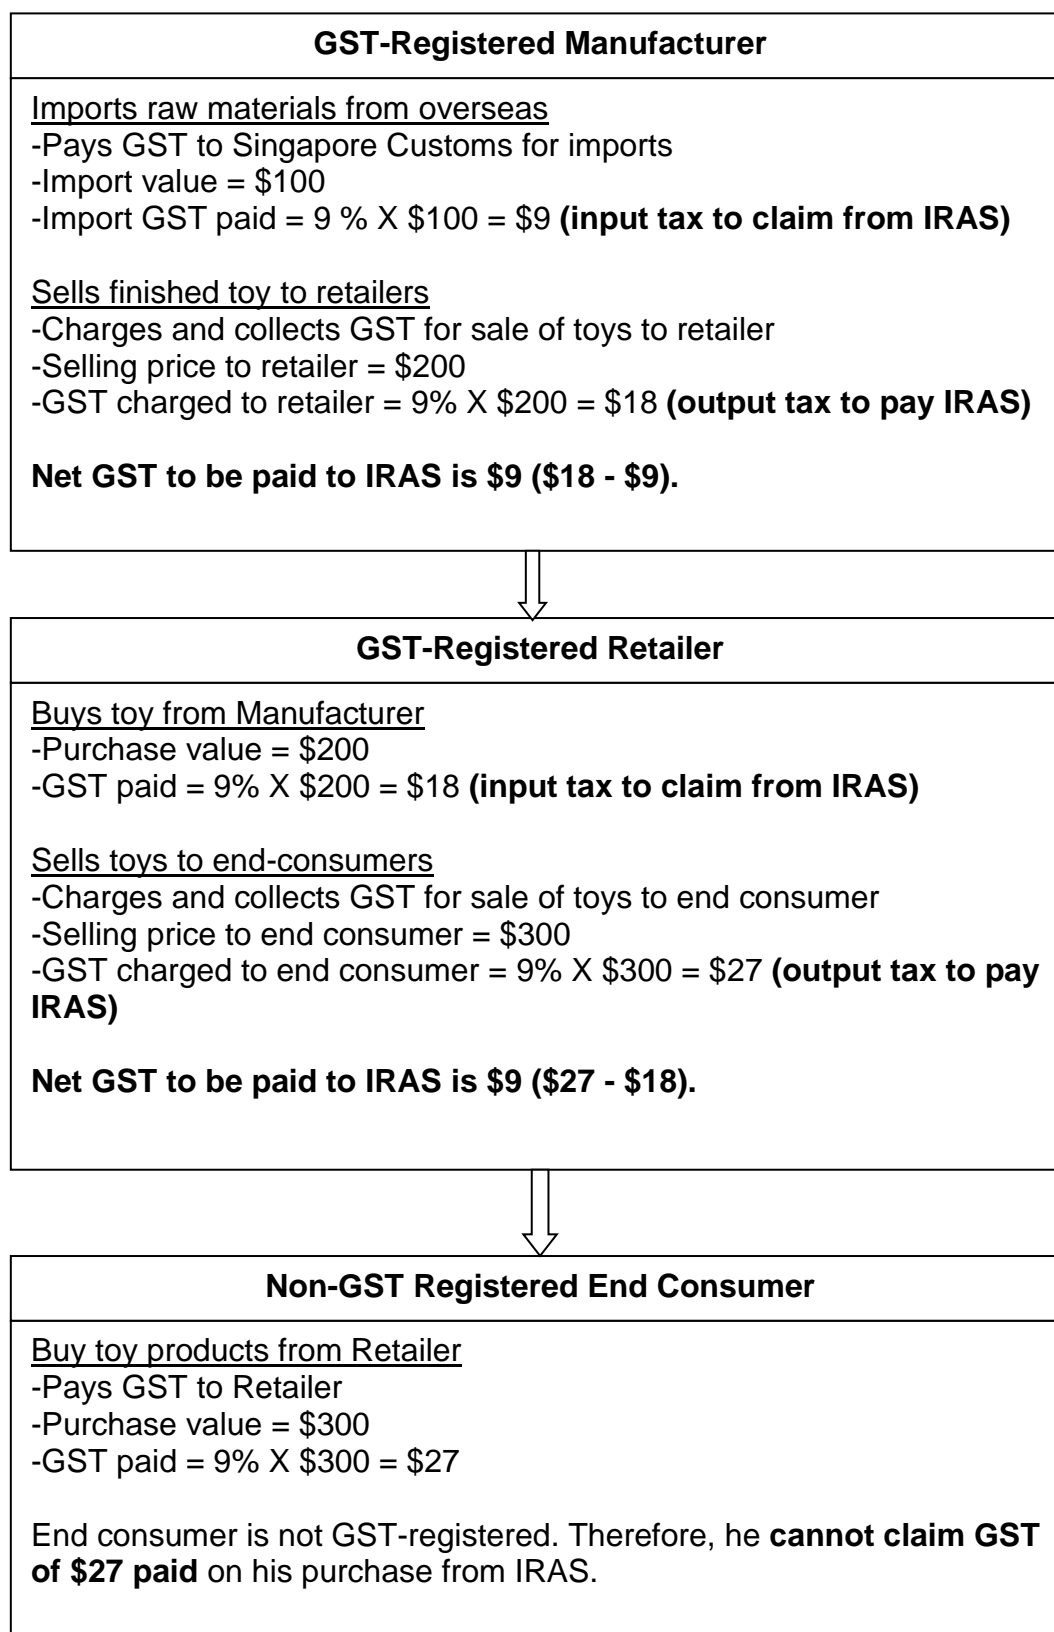 GST-Registered Manufacturer
Imports raw materials from overseas
-Pays GST to Singapore Customs for imports
-Import value = $100
-Import GST paid = 9 % X $100 = $9 (input tax to claim from IRAS)
Sells finished toy to retailers
-Charges and collects GST for sale of toys to retailer
-Selling price to retailer = $200
-GST charged to retailer = 9% X $200 = $18 (output tax to pay IRAS)
Net GST to be paid to IRAS is $9 ($18 - $9).
GST-Registered Retailer
Buys toy from Manufacturer
-Purchase value = $200
-GST paid = 9% X $200 = $18 (input tax to claim from IRAS)
Sells toys to end-consumers
-Charges and collects GST for sale of toys to end consumer
-Selling price to end consumer = $300
-GST charged to end consumer = 9% X $300 = $27 (output tax to pay
IRAS)
Net GST to be paid to IRAS is $9 ($27 - $18).
Non-GST Registered End Consumer
Buy toy products from Retailer
-Pays GST to Retailer
-Purchase value = $300
-GST paid = 9% X $300 = $27
End consumer is not GST-registered. Therefore, he cannot claim GST
of $27 paid on his purchase from IRAS.